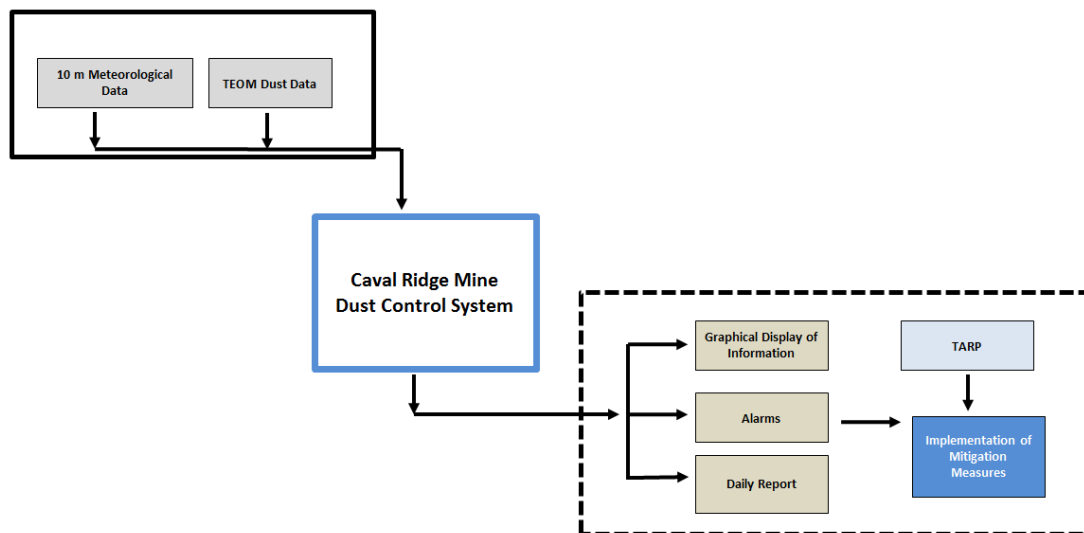 10 m Meteorological
Data
TEOM Dust Data
Caval Ridge Mine
Dust Control System
Graphical Display of
Information
TARP
Alarms
Implementation of
Mitigation
Measures
Daily Report